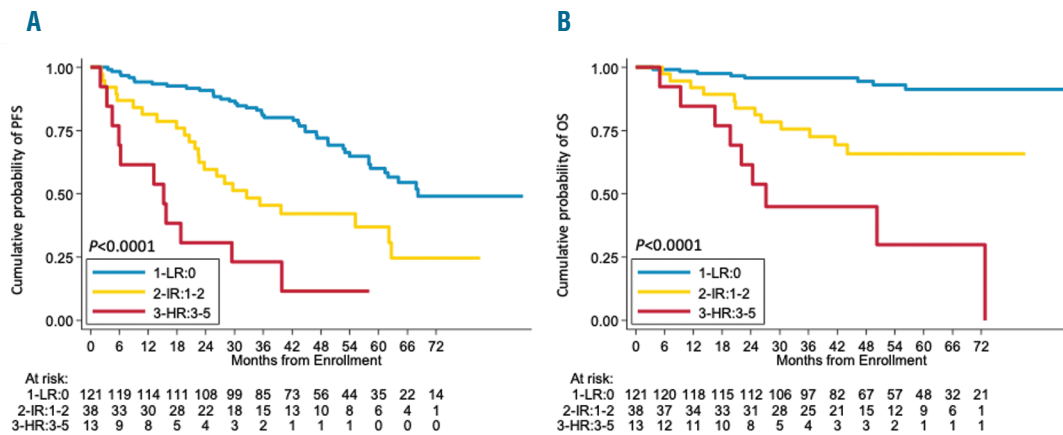 A
Cumulative probability of PFS
1.00
0.75
0.50
0.25
0.00
P<0.0001
1-LR:0
2-IR:1-2
3-HR:3-5
0 6 12 18 24 30 36 42 48 54 60 66 72
Months from Enrollment
At risk:
1-LR:0 121 119 114 111 108 99 85 73 56 44 35 22 14
2-IR:1-2 38 33 30 28 22 18 15 13 10 8 6 4 1
3-HR:3-5 13 9 8 5 4 3 2 1 1 1 0 0 0
B
Cumulative probability of OS
1.00
0.75
0.50
0.25
0.00
P<0.0001
1-LR:0
2-IR:1-2
3-HR:3-5
0 6 12 18 24 30 36 42 48 54 60 66 72
Months from Enrollment
At risk:
1-LR:0 121 120 118 115 112 106 97 82 67 57 48 32 21
2-IR:1-2 38 37 34 33 31 28 25 21 15 12 9 6 1
3-HR:3-5 13 12 11 10 8 5 4 3 3 2 1 1 1